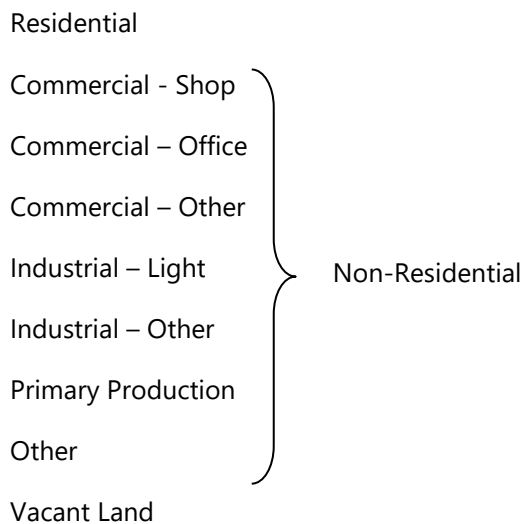 Residential
Commercial - Shop
Commercial – Office
Commercial – Other
Industrial – Light
Non-Residential
Industrial – Other
Primary Production
Other
Vacant Land